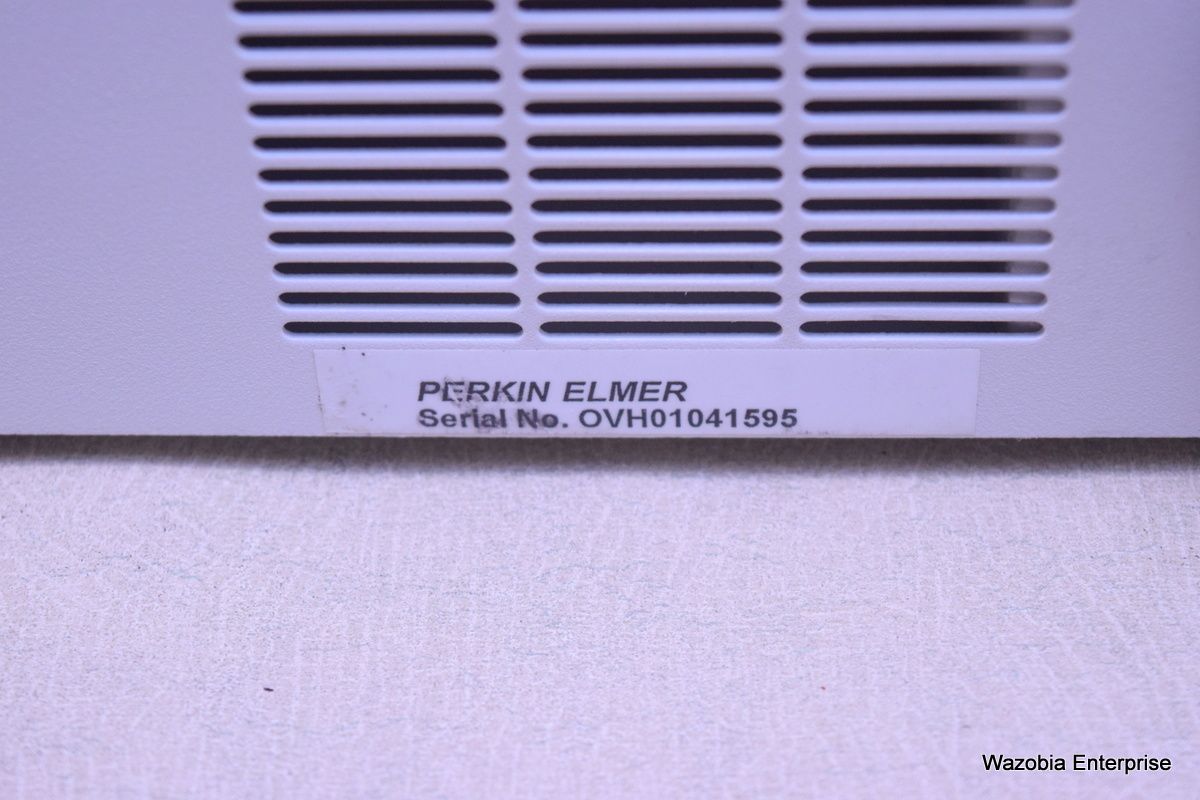 PERKIN ELMER
Serial No. OVH01041595
Wazobia Enterprise